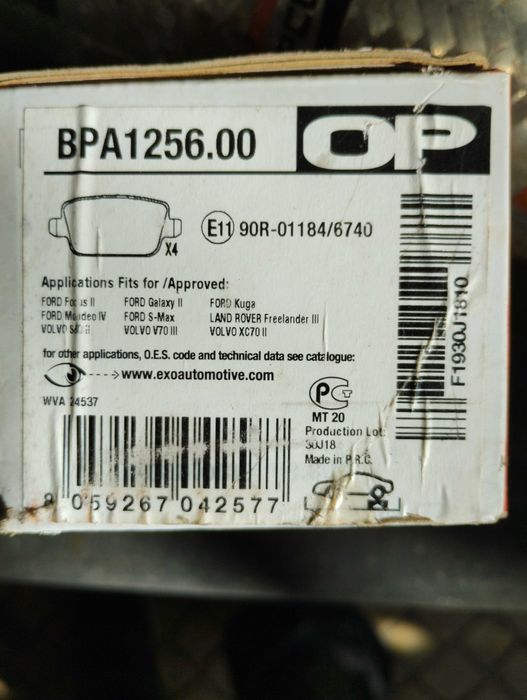 BPA1256.00
OP
X4
E11 90R-01184/6740
Applications Fits for /Approved:
FORD Focus II FORD Galaxy II FORD Kuga
FORD Mondeo IV FORD S-Max LAND ROVER Freelander III
VOLVO S80 II VOLVO V70 III VOLVO XC70 II
for other applications, O.E.S. code and technical data see catalogue:
www.exoautomotive.com
WVA 24537
MT 20
Production Lot:
30J18
Made in P.R.C.
8 059267 042577
F1930J1810